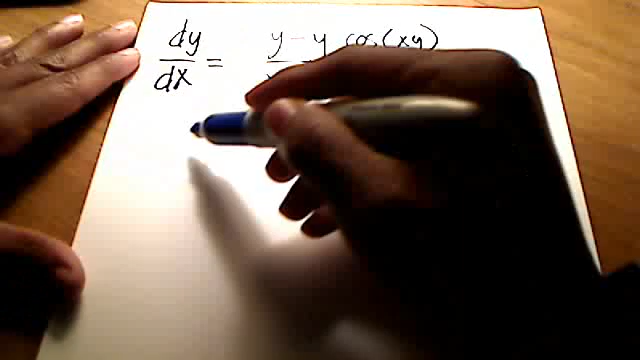 dy/dx = y - y cos(xy)